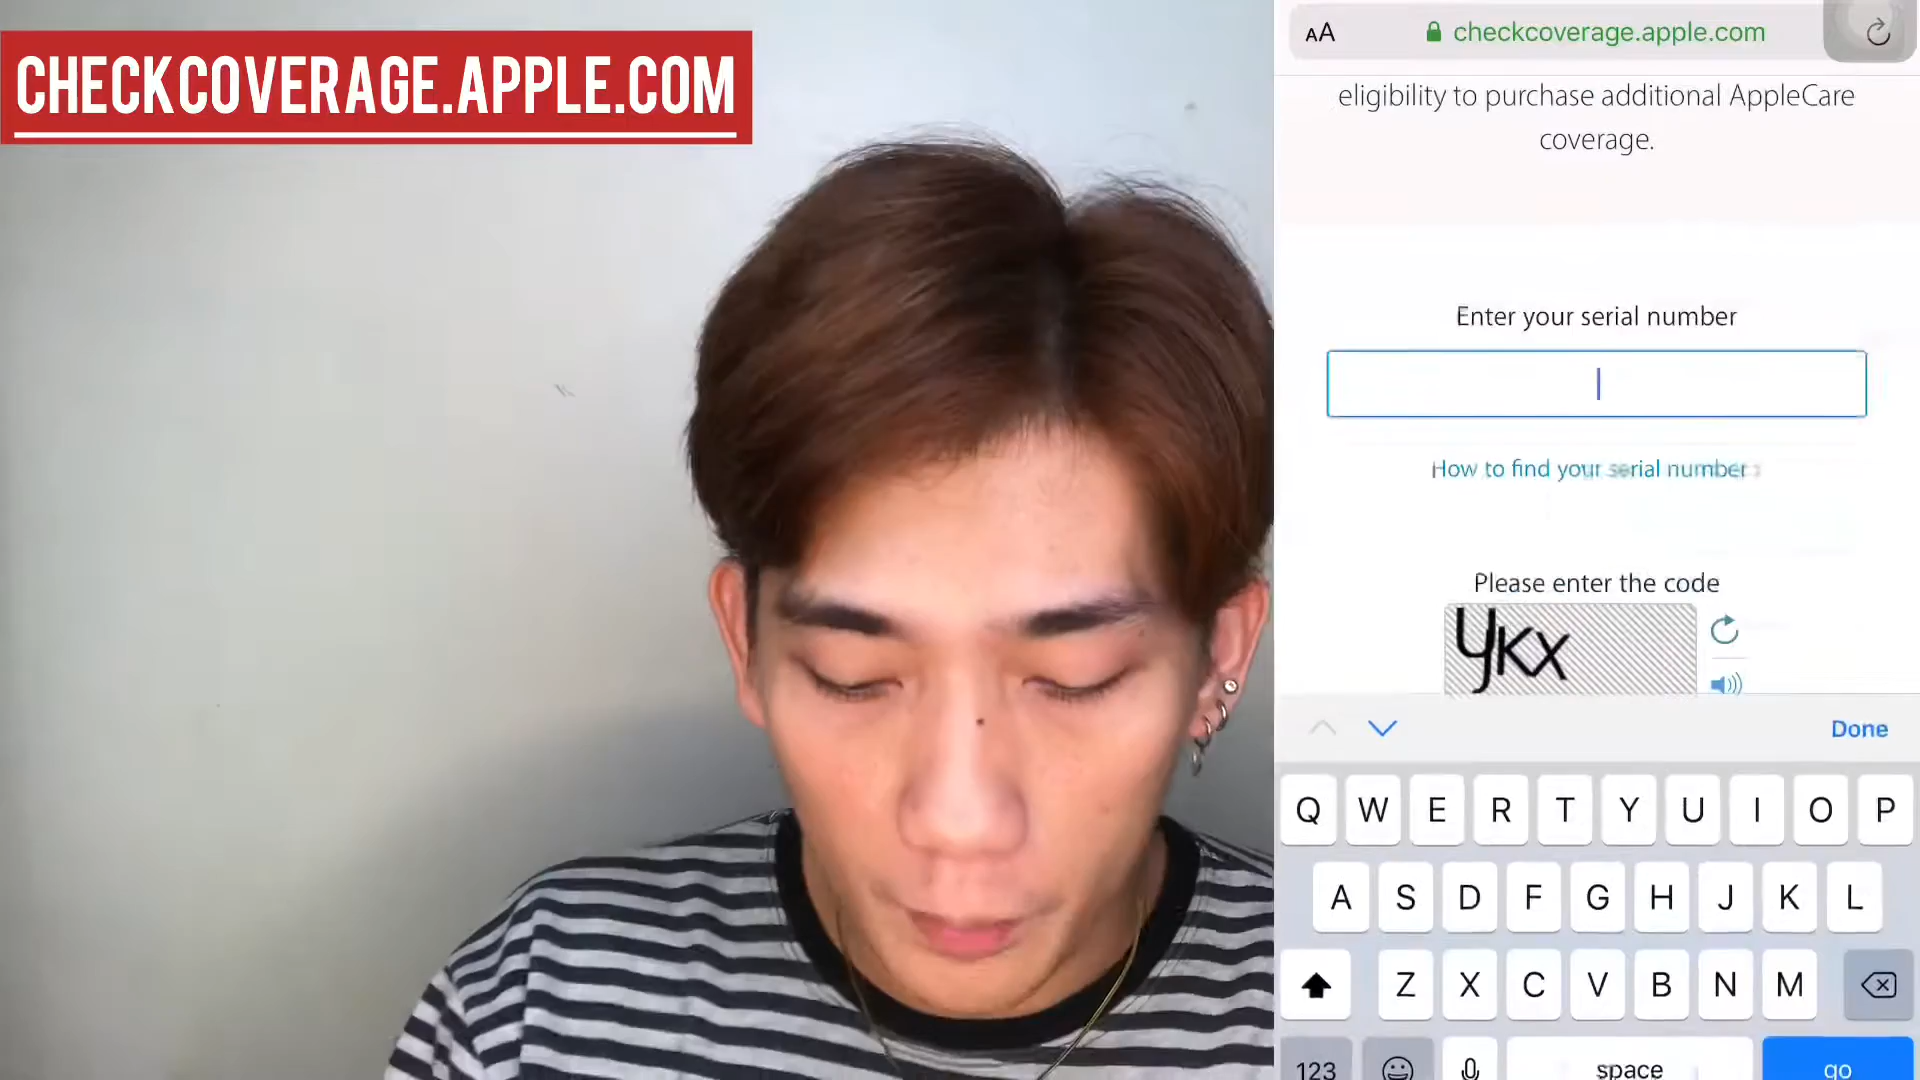 CHECKCOVERAGE.APPLE.COM
AA
checkcoverage.apple.com
eligibility to purchase additional AppleCare
coverage.
Enter your serial number
How to find your serial number
Please enter the code
YKX
Done
Q W E R T Y U I O P
A S D F G H J K L
Z X C V B N M
123
space
go